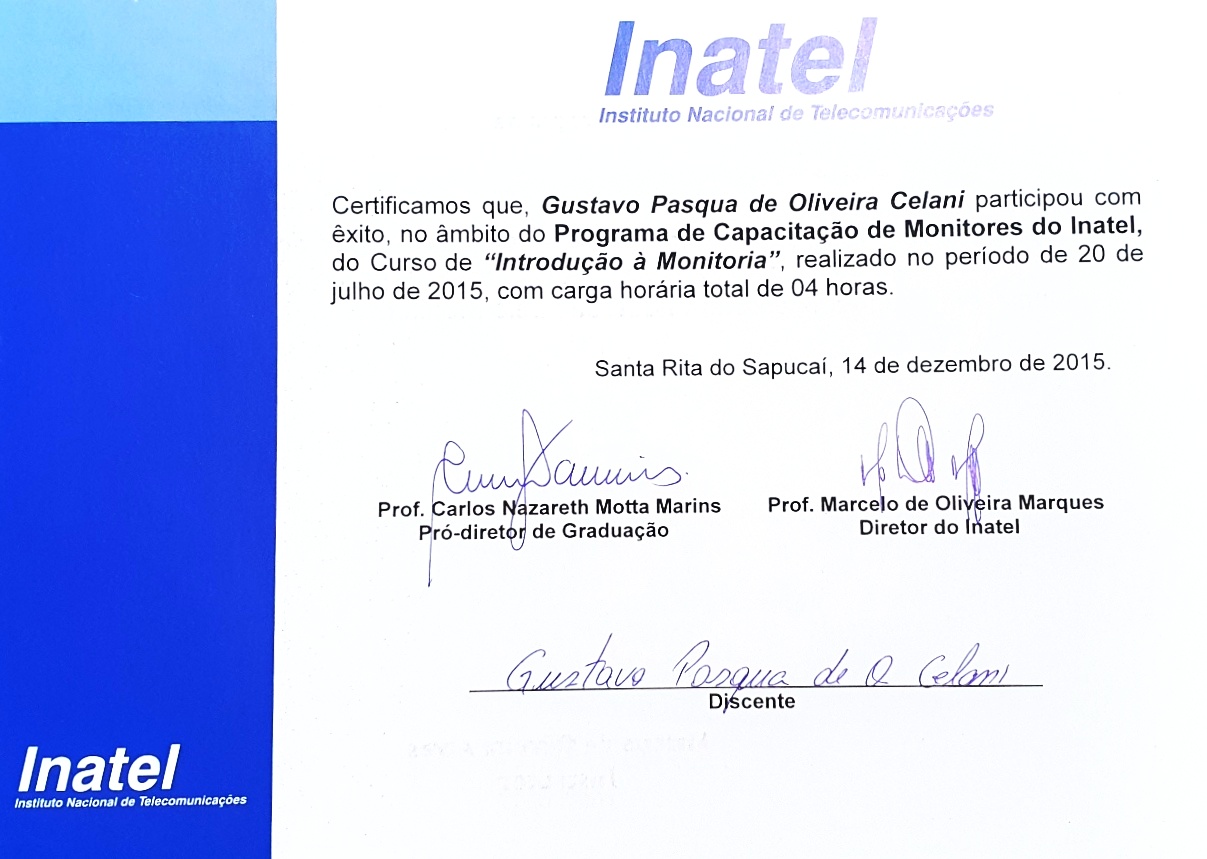 Inatel
Instituto Nacional de Telecomunicações
Certificamos que, Gustavo Pasqua de Oliveira Celani participou com
êxito, no âmbito do Programa de Capacitação de Monitores do Inatel,
do Curso de “Introdução à Monitoria”, realizado no período de 20 de
julho de 2015, com carga horária total de 04 horas.
Santa Rita do Sapucaí, 14 de dezembro de 2015.
Prof. Carlos Nazareth Motta Marins
Pró-diretor de Graduação
Prof. Marcelo de Oliveira Marques
Diretor do Inatel
Gustavo Pasqua de O Celani
Discente
Inatel
Instituto Nacional de Telecomunicações